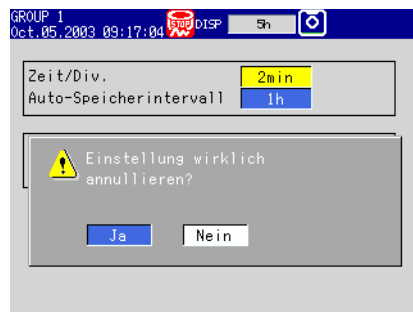 GROUP 1
Oct.05.2003 09:17:04 STOP DISP 5h
Zeit/Div. 2min
Auto-Speicherintervall 1h
Einstellung wirklich
annullieren?
Ja Nein